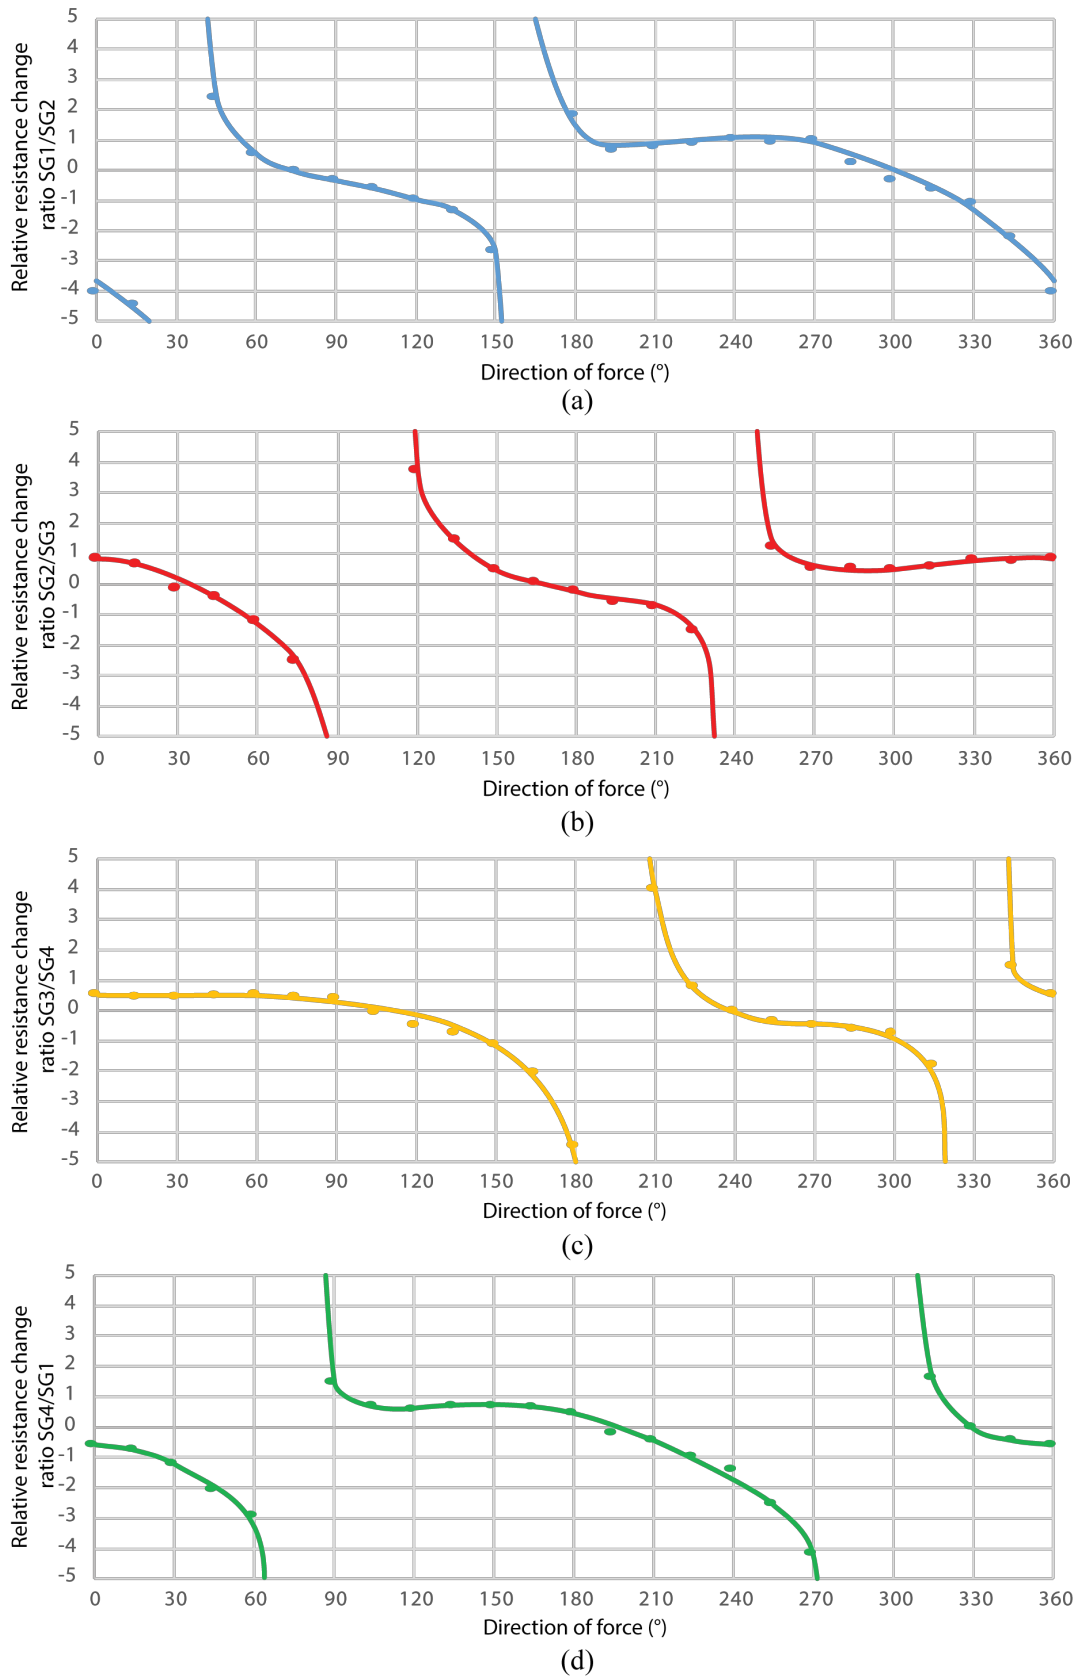 Relative resistance change
ratio SG1/SG2
5
4
3
2
1
0
-1
-2
-3
-4
-5
0 30 60 90 120 150 180 210 240 270 300 330 360
Direction of force (°)
(a)
Relative resistance change
ratio SG2/SG3
5
4
3
2
1
0
-1
-2
-3
-4
-5
0 30 60 90 120 150 180 210 240 270 300 330 360
Direction of force (°)
(b)
Relative resistance change
ratio SG3/SG4
5
4
3
2
1
0
-1
-2
-3
-4
-5
0 30 60 90 120 150 180 210 240 270 300 330 360
Direction of force (°)
(c)
Relative resistance change
ratio SG4/SG1
5
4
3
2
1
0
-1
-2
-3
-4
-5
0 30 60 90 120 150 180 210 240 270 300 330 360
Direction of force (°)
(d)